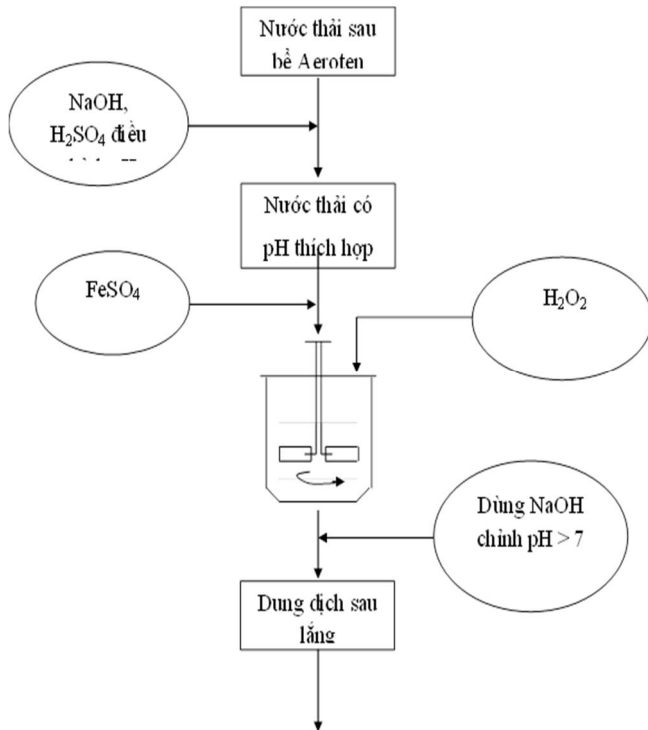 Nước thải sau
bể Aeroten
NaOH,
H₂SO₄ điều
Nước thải có
pH thích hợp
FeSO₄
H₂O₂
Dùng NaOH
chỉnh pH > 7
Dung dịch sau
lắng